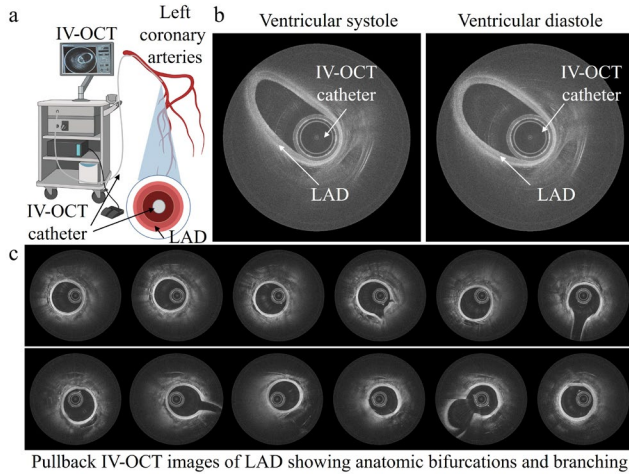 a
IV-OCT
Left
coronary
arteries
IV-OCT
catheter
LAD
b
Ventricular systole
Ventricular diastole
IV-OCT
catheter
LAD
IV-OCT
catheter
LAD
c
Pullback IV-OCT images of LAD showing anatomic bifurcations and branching